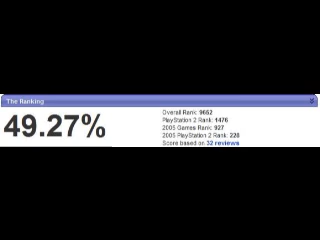 The Ranking
49.27%
Overall Rank: 9652
PlayStation 2 Rank: 1476
2005 Games Rank: 927
2005 PlayStation 2 Rank: 220
Score based on 32 reviews